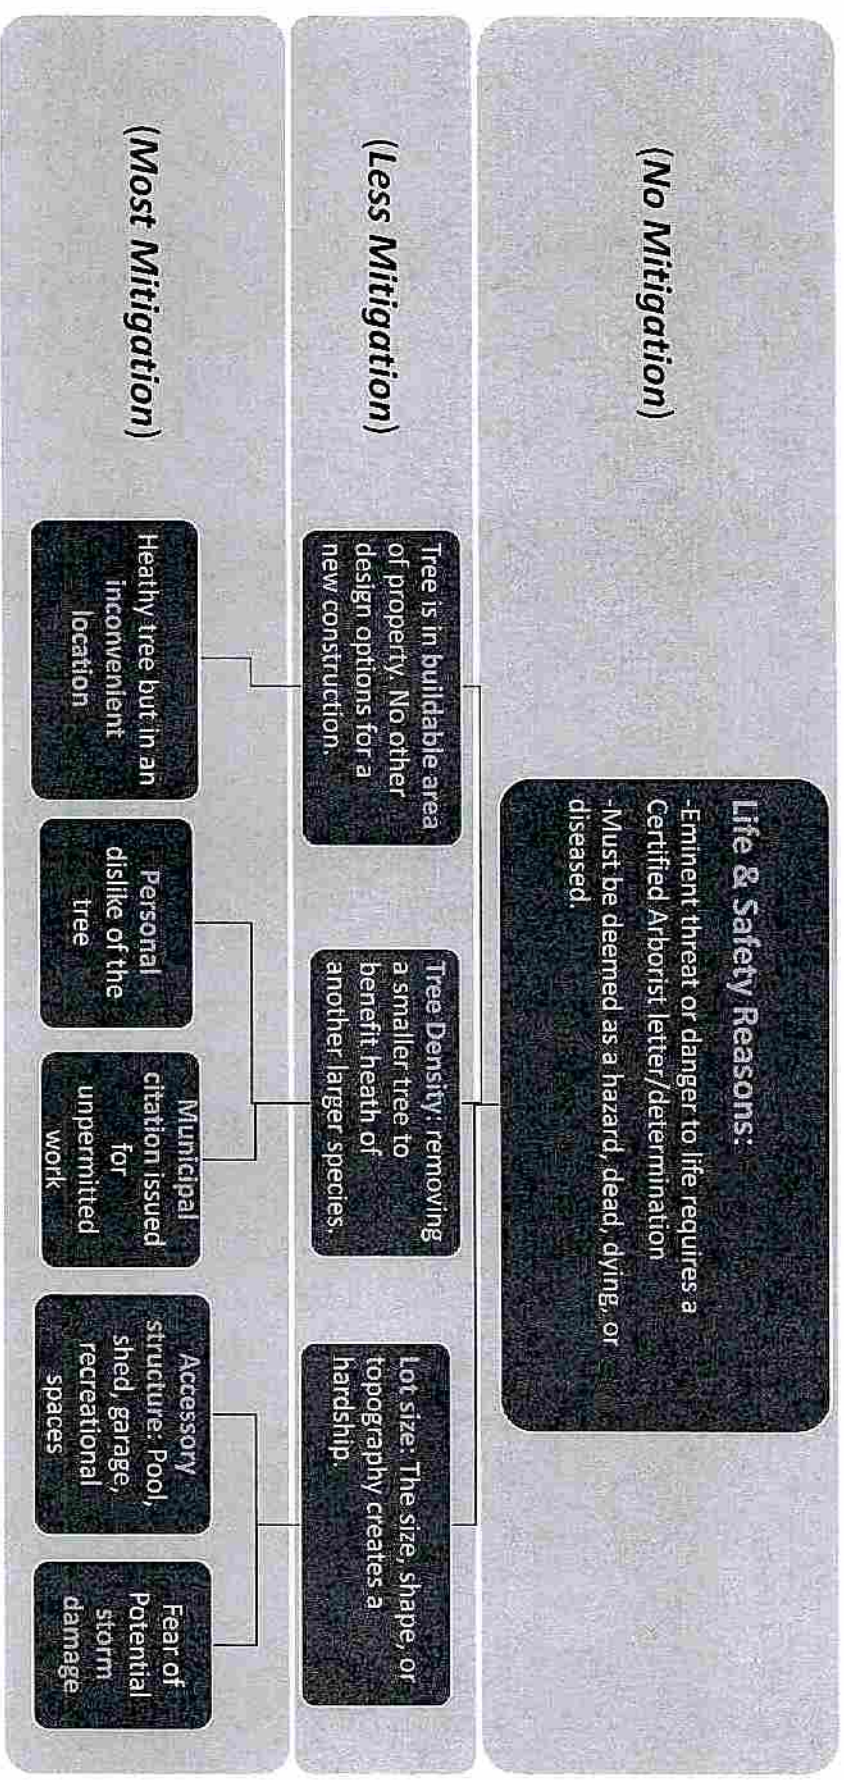 (No Mitigation)
Life & Safety Reasons:
-Eminent threat or danger to life requires a
Certified Arborist letter/determination
-Must be deemed as a hazard, dead, dying, or
diseased.
(Less Mitigation)
Tree is in buildable area
of property. No other
design options for a
new construction.
Tree Density: removing
a smaller tree to
benefit heath of
another larger species.
Lot size: The size, shape, or
topography creates a
hardship.
(Most Mitigation)
Heathy tree but in an
inconvenient
location
Personal
dislike of the
tree
Municipal
citation issued
for
unpermitted
work
Accessory
structure: Pool,
shed, garage,
recreational
spaces
Fear of
Potential
storm
damage